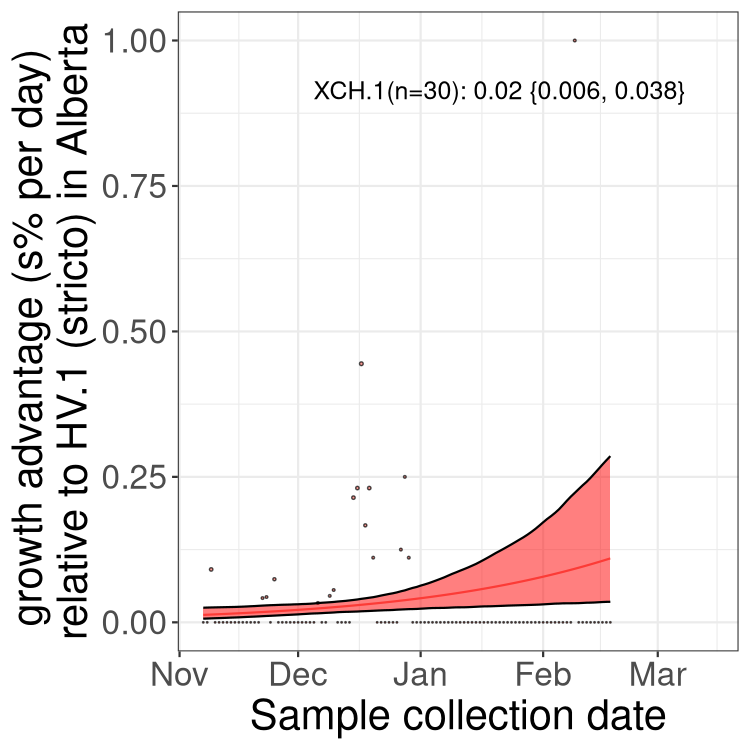 growth advantage (s% per day)
relative to HV.1 (stricto) in Alberta
1.00
0.75
0.50
0.25
0.00
XCH.1(n=30): 0.02 {0.006, 0.038}
Nov Dec Jan Feb Mar
Sample collection date